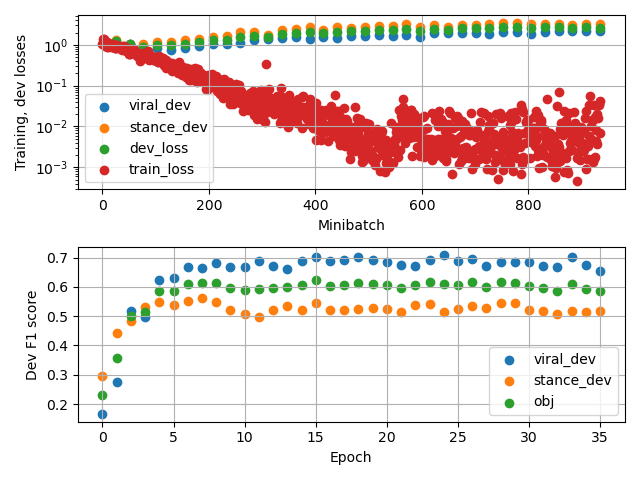 Training, dev losses
10⁰
10⁻¹
10⁻²
10⁻³
viral_dev
stance_dev
dev_loss
train_loss
0 200 400 600 800
Minibatch
Dev F1 score
0.7
0.6
0.5
0.4
0.3
0.2
viral_dev
stance_dev
obj
0 5 10 15 20 25 30 35
Epoch